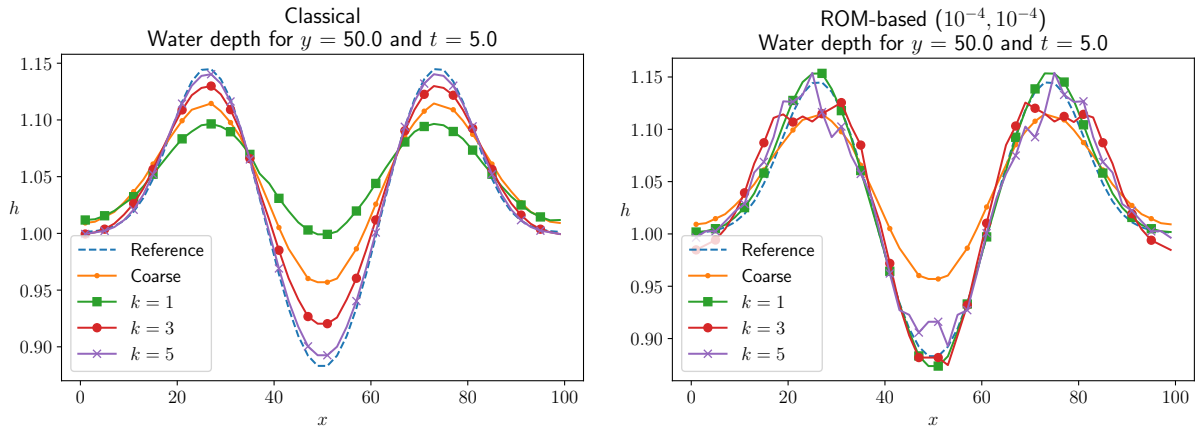 Classical
Water depth for y = 50.0 and t = 5.0
1.15
1.10
1.05
1.00
0.95
0.90
h
Reference
Coarse
k = 1
k = 3
k = 5
0
20
40
60
80
100
x
ROM-based (10⁻⁴, 10⁻⁴)
Water depth for y = 50.0 and t = 5.0
1.15
1.10
1.05
1.00
0.95
0.90
h
Reference
Coarse
k = 1
k = 3
k = 5
0
20
40
60
80
100
x